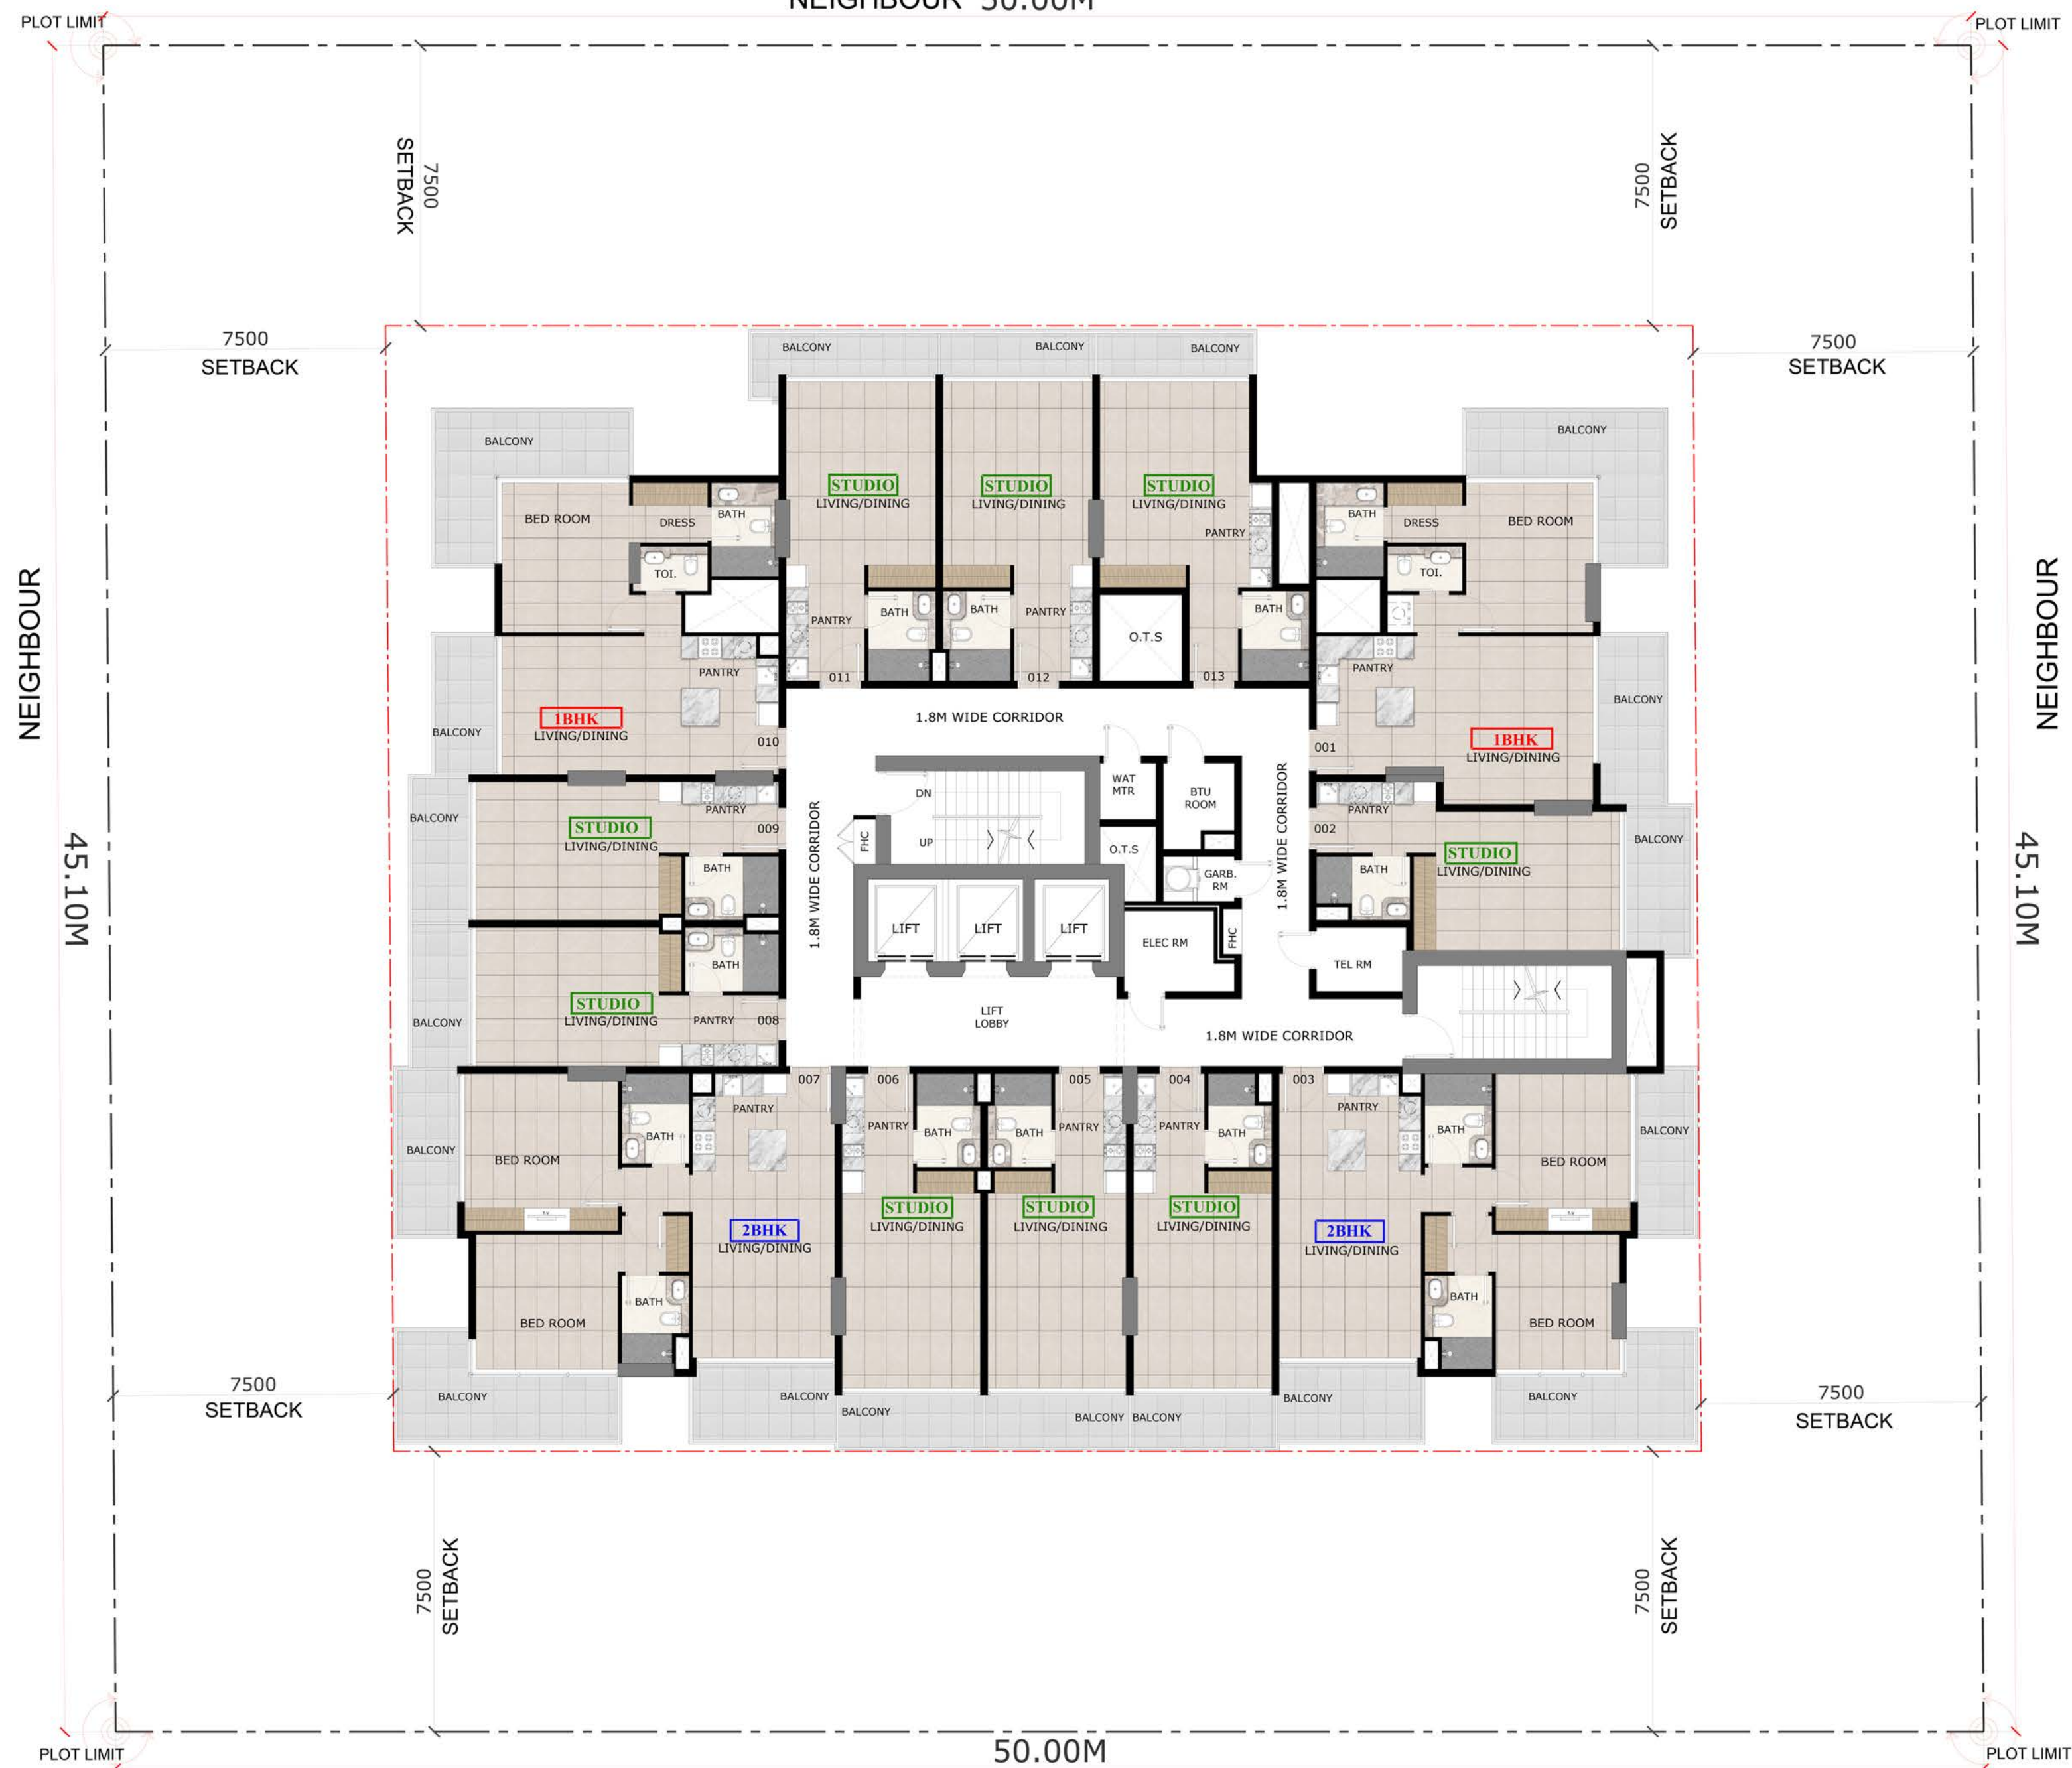 NEIGHBOUR 50.00M
PLOT LIMIT
PLOT LIMIT
SETBACK
7500
7500
SETBACK
7500
SETBACK
7500
SETBACK
BALCONY
BALCONY
BALCONY
BALCONY
BALCONY
STUDIO
LIVING/DINING
STUDIO
LIVING/DINING
STUDIO
LIVING/DINING
PANTRY
BED ROOM
DRESS
BATH
TOI.
BATH
DRESS
BED ROOM
TOI.
NEIGHBOUR
NEIGHBOUR
PANTRY
BATH
BATH
PANTRY
O.T.S
BATH
011
012
013
PANTRY
1BHK
LIVING/DINING
BALCONY
010
1.8M WIDE CORRIDOR
PANTRY
001
1BHK
LIVING/DINING
BALCONY
45.10M
45.10M
BALCONY
PANTRY
STUDIO
LIVING/DINING
009
BATH
1.8M WIDE CORRIDOR
FHC
DN
UP
WAT
MTR
BTU
ROOM
O.T.S
GARB.
RM
1.8M WIDE CORRIDOR
PANTRY
002
STUDIO
LIVING/DINING
BATH
BALCONY
LIFT
LIFT
LIFT
ELEC RM
FHC
TEL RM
BATH
STUDIO
LIVING/DINING
PANTRY
008
BALCONY
LIFT
LOBBY
1.8M WIDE CORRIDOR
007
006
005
004
003
BALCONY
BED ROOM
BATH
PANTRY
PANTRY
BATH
BATH
PANTRY
PANTRY
BATH
PANTRY
BATH
BED ROOM
BALCONY
T.V
T.V
2BHK
LIVING/DINING
STUDIO
LIVING/DINING
STUDIO
LIVING/DINING
STUDIO
LIVING/DINING
2BHK
LIVING/DINING
BED ROOM
BATH
BATH
BED ROOM
BALCONY
BALCONY
BALCONY
BALCONY
BALCONY
BALCONY
BALCONY
7500
SETBACK
7500
SETBACK
7500
SETBACK
7500
SETBACK
PLOT LIMIT
50.00M
PLOT LIMIT